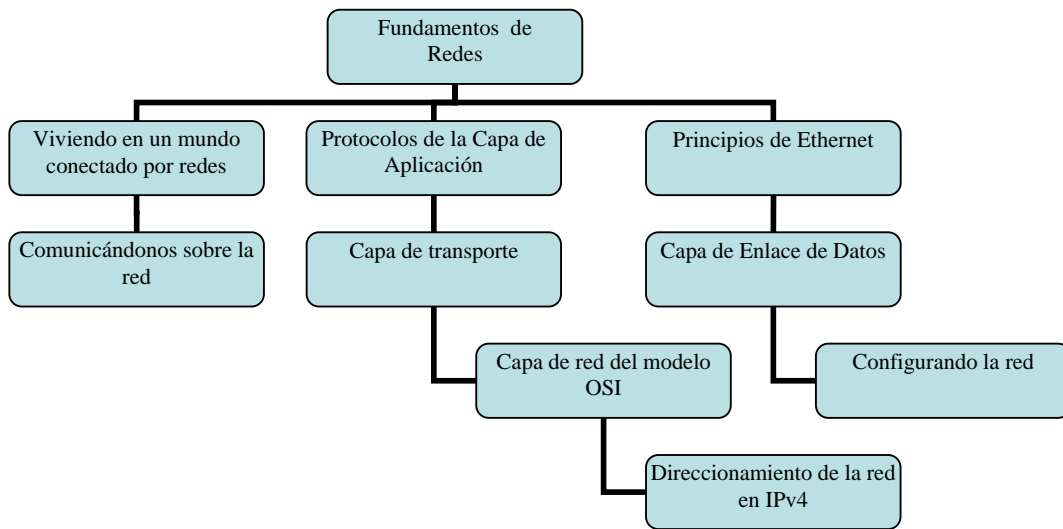 Fundamentos de
Redes
Viviendo en un mundo
conectado por redes
Protocolos de la Capa de
Aplicación
Principios de Ethernet
Comunicándonos sobre la
red
Capa de transporte
Capa de Enlace de Datos
Capa de red del modelo
OSI
Configurando la red
Direccionamiento de la red
en IPv4